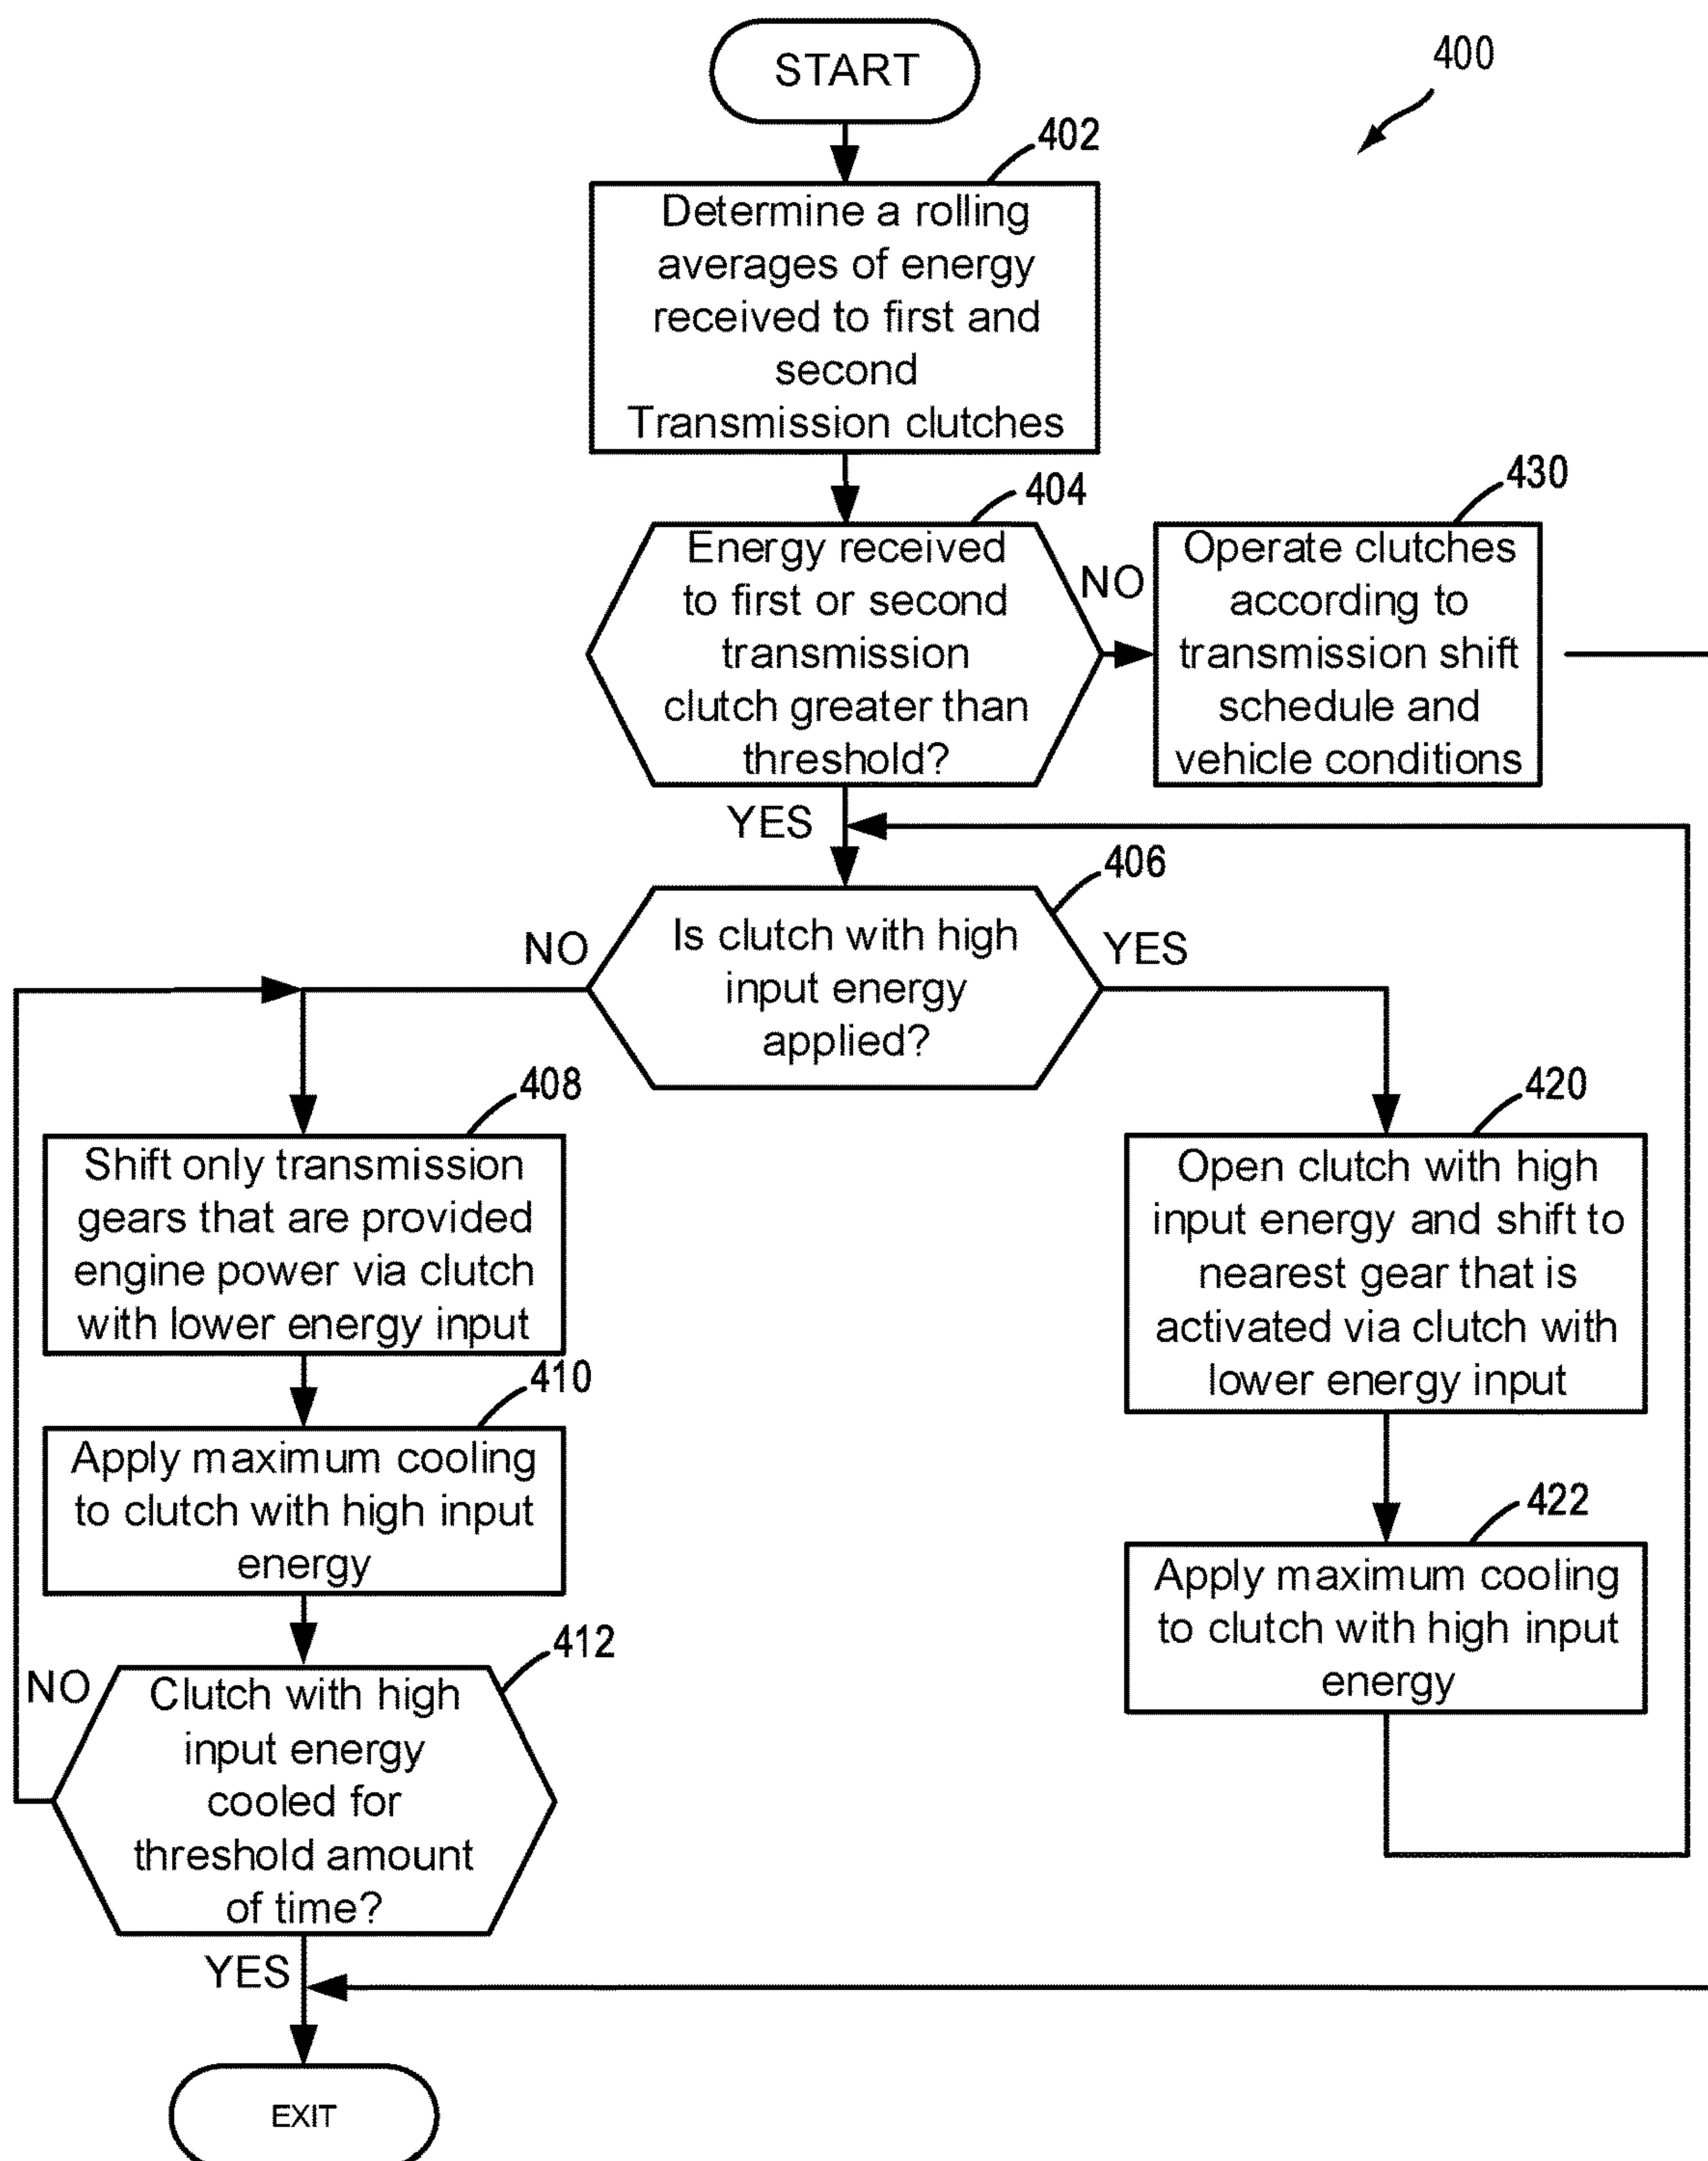 START
400
402
Determine a rolling
averages of energy
received to first and
second
Transmission clutches
404
Energy received
to first or second
transmission
clutch greater than
threshold?
NO
430
Operate clutches
according to
transmission shift
schedule and
vehicle conditions
YES
406
Is clutch with high
input energy
applied?
NO
YES
408
Shift only transmission
gears that are provided
engine power via clutch
with lower energy input
420
Open clutch with high
input energy and shift to
nearest gear that is
activated via clutch with
lower energy input
410
Apply maximum cooling
to clutch with high input
energy
422
Apply maximum cooling
to clutch with high input
energy
412
NO
Clutch with high
input energy
cooled for
threshold amount
of time?
YES
EXIT